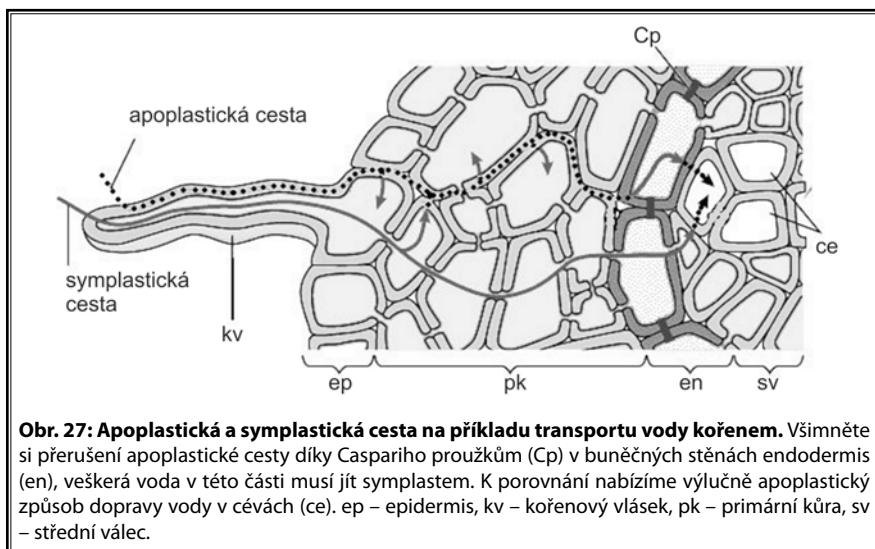 Cp
apoplastická cesta
symplastická
cesta
kv
ce
ep
pk
en
sv
Obr. 27: Apoplastická a symplastická cesta na příkladu transportu vody kořenem. Všimněte
si přerušení apoplastické cesty díky Caspariho proužkům (Cp) v buněčných stěnách endodermis
(en), veškerá voda v této části musí jít symplastem. K porovnání nabízíme výlučně apoplastický
způsob dopravy vody v cévách (ce). ep – epidermis, kv – kořenový vlásek, pk – primární kůra, sv
– střední válec.